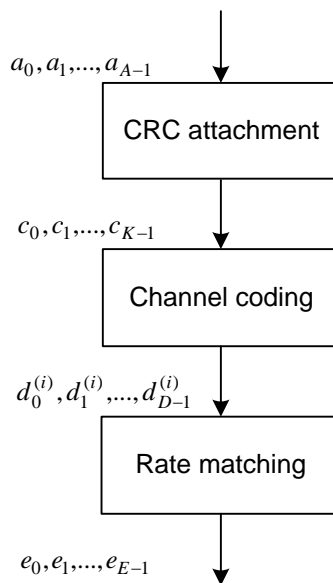 a_0, a_1,..., a_{A-1}
CRC attachment
c_0, c_1,..., c_{K-1}
Channel coding
d_0^{(i)}, d_1^{(i)},..., d_{D-1}^{(i)}
Rate matching
e_0, e_1,..., e_{E-1}